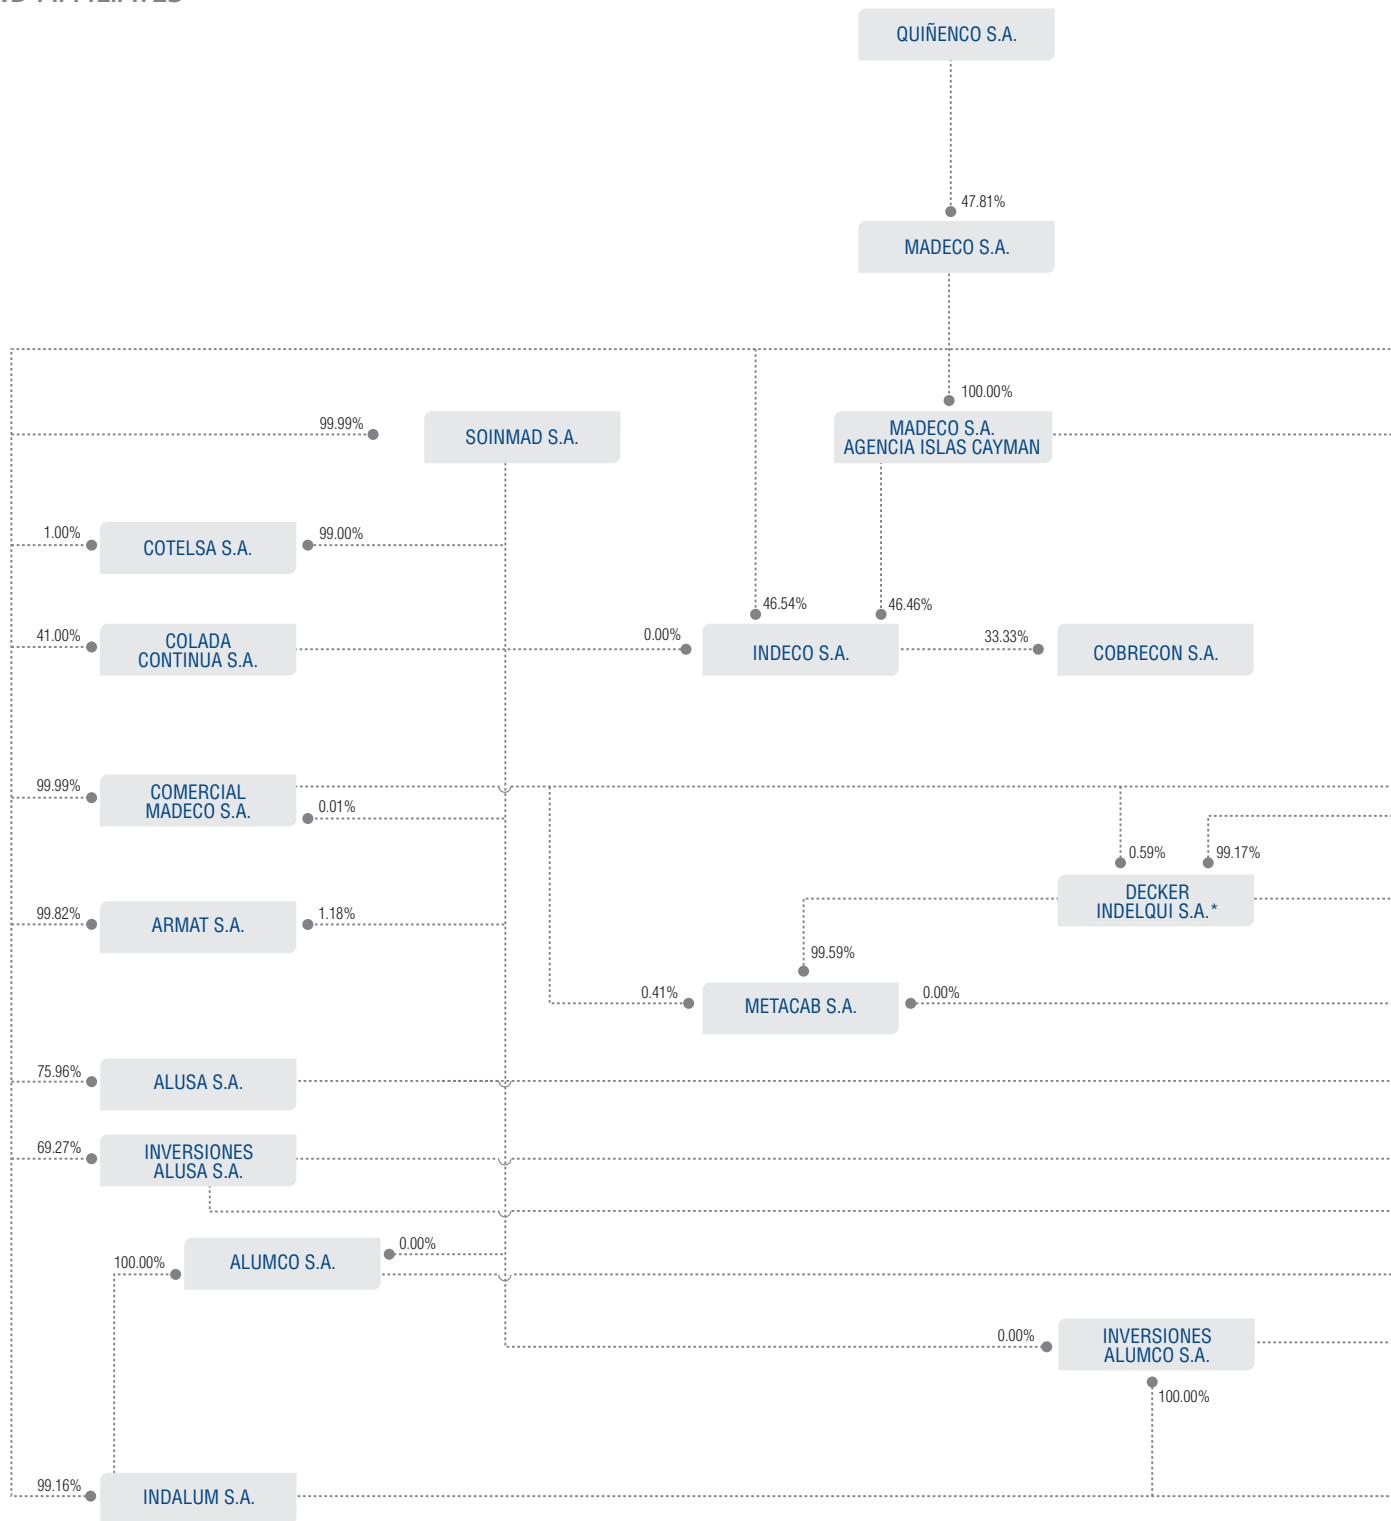 QUIÑENCO S.A.
47.81%
MADECO S.A.
100.00%
99.99%
SOINMAD S.A.
MADECO S.A.
AGENCIA ISLAS CAYMAN
1.00%
COTELSA S.A.
99.00%
46.54%
46.46%
41.00%
COLADA
CONTINUA S.A.
0.00%
INDECO S.A.
33.33%
COBRECON S.A.
99.99%
COMERCIAL
MADECO S.A.
0.01%
0.59%
99.17%
DECKER
INDELQUI S.A.*
99.82%
ARMAT S.A.
1.18%
99.59%
0.41%
METACAB S.A.
0.00%
75.96%
ALUSA S.A.
69.27%
INVERSIONES
ALUSA S.A.
100.00%
ALUMCO S.A.
0.00%
0.00%
INVERSIONES
ALUMCO S.A.
100.00%
99.16%
INDALUM S.A.